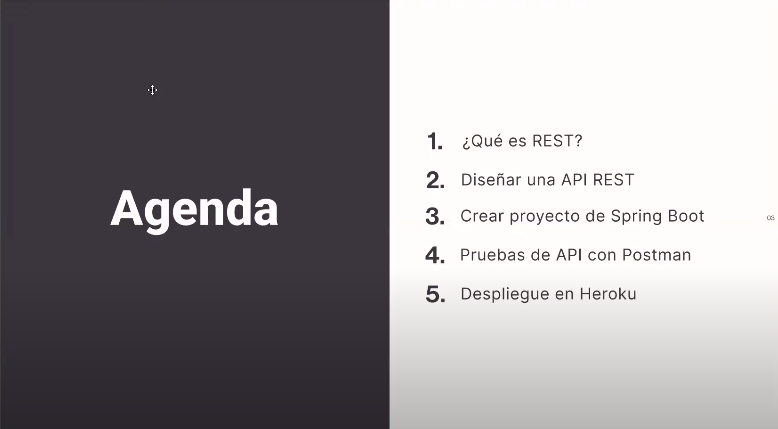 Agenda
1. ¿Qué es REST?
2. Diseñar una API REST
3. Crear proyecto de Spring Boot
4. Pruebas de API con Postman
5. Despliegue en Heroku
03